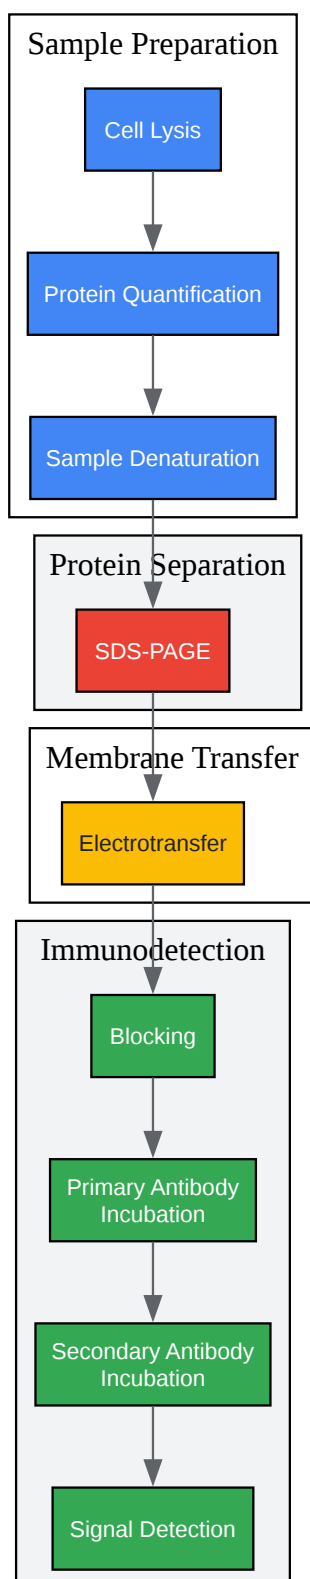 Sample Preparation
Cell Lysis
Protein Quantification
Sample Denaturation
Protein Separation
SDS-PAGE
Membrane Transfer
Electrotransfer
Immunodetection
Blocking
Primary Antibody
Incubation
Secondary Antibody
Incubation
Signal Detection